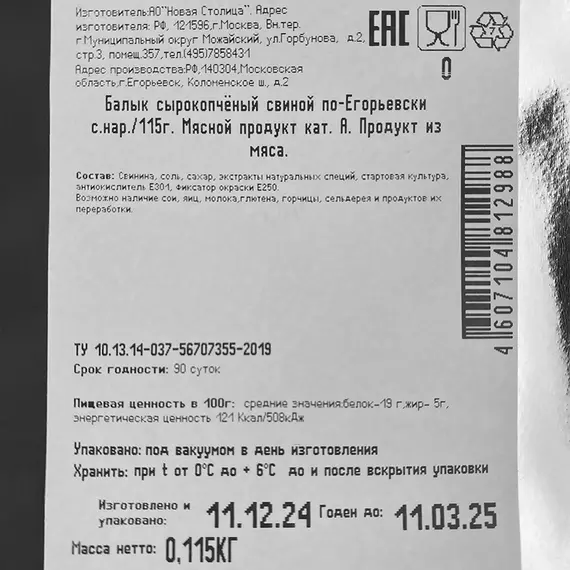 Изготовитель:АО"Новая Столица". Адрес
изготовителя: РФ, 121596,г.Москва, Вн.тер.
г.Муниципальный округ Можайский, ул.Горбунова, д.2,
стр.3, помещ.357,тел.(495)7858431
Адрес производства:РФ,140304,Московская
область,г.Егорьевск, Коломенское ш., д.2
EAC
0
Балык сырокопчёный свиной по-Егорьевски
с.нар./115г. Мясной продукт кат. А. Продукт из
мяса.
Состав: Свинина, соль, сахар, экстракты натуральных специй, стартовая культура,
антиокислитель Е301, фиксатор окраски Е250.
Возможно наличие сои, яиц, молока,глютена, горчицы, сельдерея и продуктов их
переработки.
4 607104 812988
ТУ 10.13.14-037-56707355-2019
Срок годности: 90 суток
Пищевая ценность в 100г: средние значения:белок-19 г,жир- 5г,
энергетическая ценность 121 Ккал/508кДж
Упаковано: под вакуумом в день изготовления
Хранить: при t от 0°C до + 6°C до и после вскрытия упаковки
Изготовлено и
упаковано: 11.12.24 Годен до: 11.03.25
Масса нетто: 0,115КГ